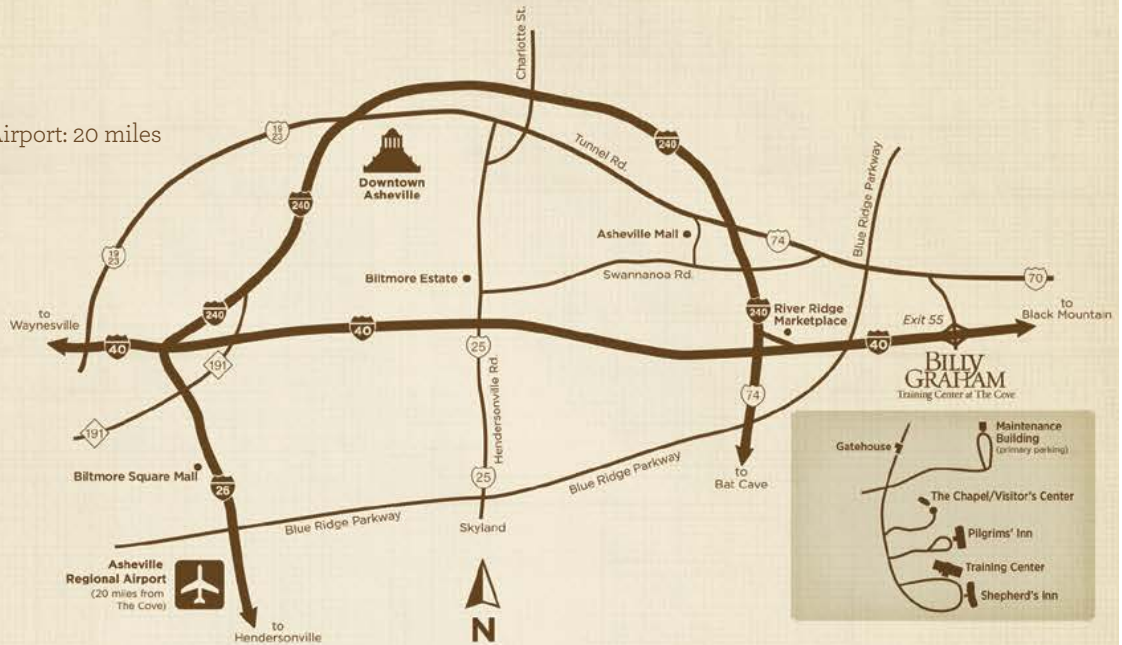 Airport: 20 miles
Charlotte St.
19
23
240
Tunnel Rd.
Blue Ridge Parkway
Downtown
Asheville
240
Asheville Mall
74
19
23
Swannanoa Rd.
Biltmore Estate
70
to
Waynesville
240
40
240
River Ridge
Marketplace
to
Black Mountain
Exit 55
40
40
25
191
BILLY
GRAHAM
Training Center at The Cove
74
Hendersonville Rd.
191
Biltmore Square Mall
26
25
Blue Ridge Parkway
to
Bat Cave
Blue Ridge Parkway
Skyland
Asheville
Regional Airport
(20 miles from
The Cove)
to
Hendersonville
N
Gatehouse
Maintenance
Building
(primary parking)
The Chapel/Visitor's Center
Pilgrims' Inn
Training Center
Shepherd's Inn